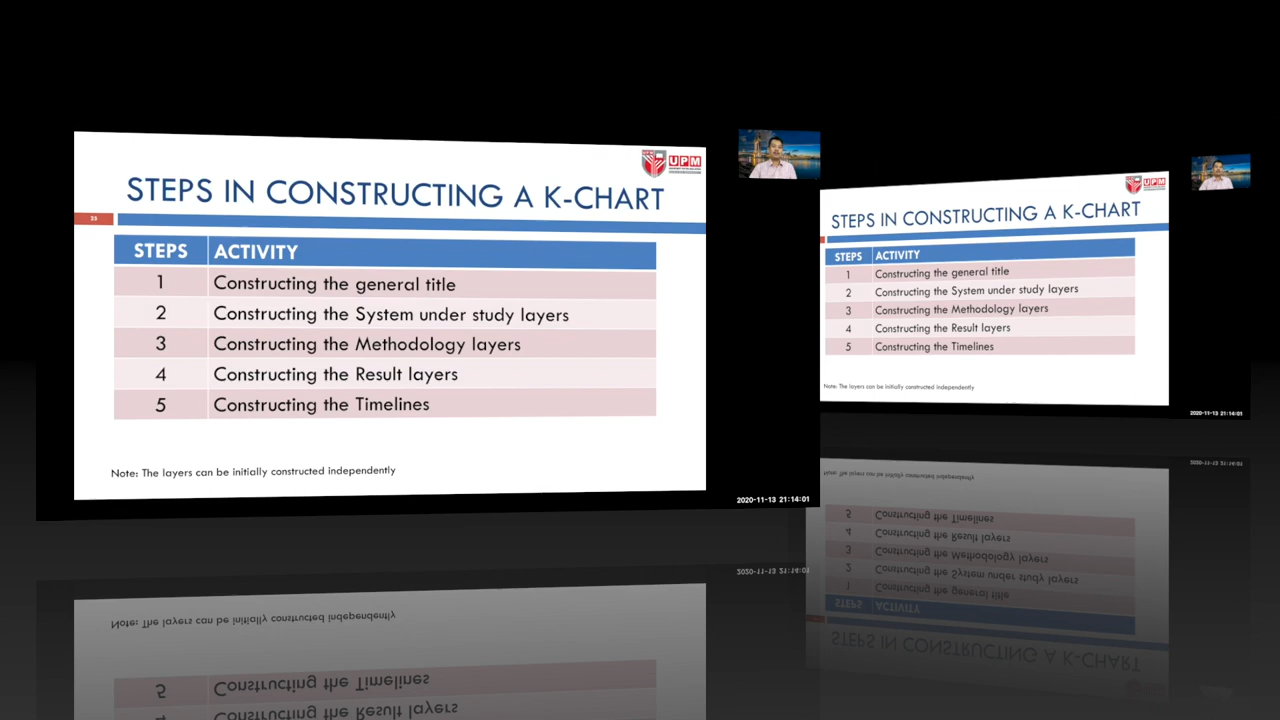 UPM
STEPS IN CONSTRUCTING A K-CHART
25
STEPS ACTIVITY
1 Constructing the general title
2 Constructing the System under study layers
3 Constructing the Methodology layers
4 Constructing the Result layers
5 Constructing the Timelines
Note: The layers can be initially constructed independently
2020-11-13 21:14:01
UPM
STEPS IN CONSTRUCTING A K-CHART
STEPS ACTIVITY
1 Constructing the general title
2 Constructing the System under study layers
3 Constructing the Methodology layers
4 Constructing the Result layers
5 Constructing the Timelines
Note: The layers can be initially constructed independently
2020-11-13 21:14:01